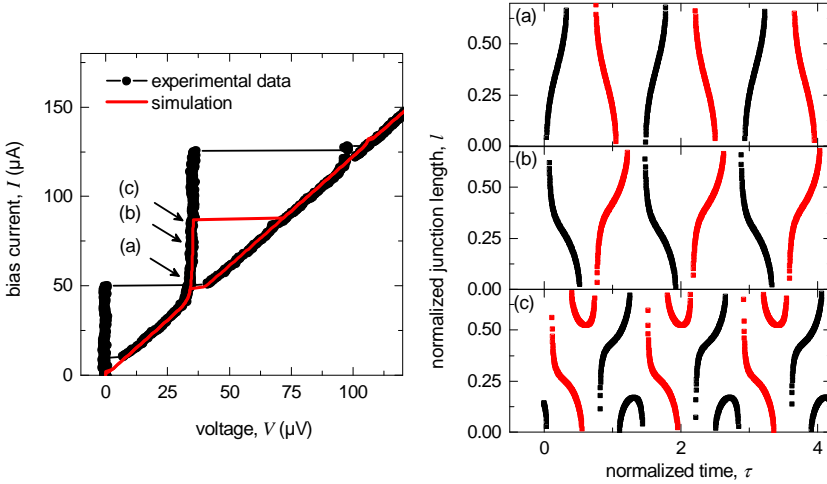 experimental data
simulation
150
100
50
0
(c)
(b)
(a)
0
25
50
75
100
bias current, I (µA)
voltage, V (µV)
(a)
0.50
0.25
0.00
(b)
0.50
0.25
0.00
(c)
0.50
0.25
0.00
0
2
4
normalized junction length, l
normalized time, τ